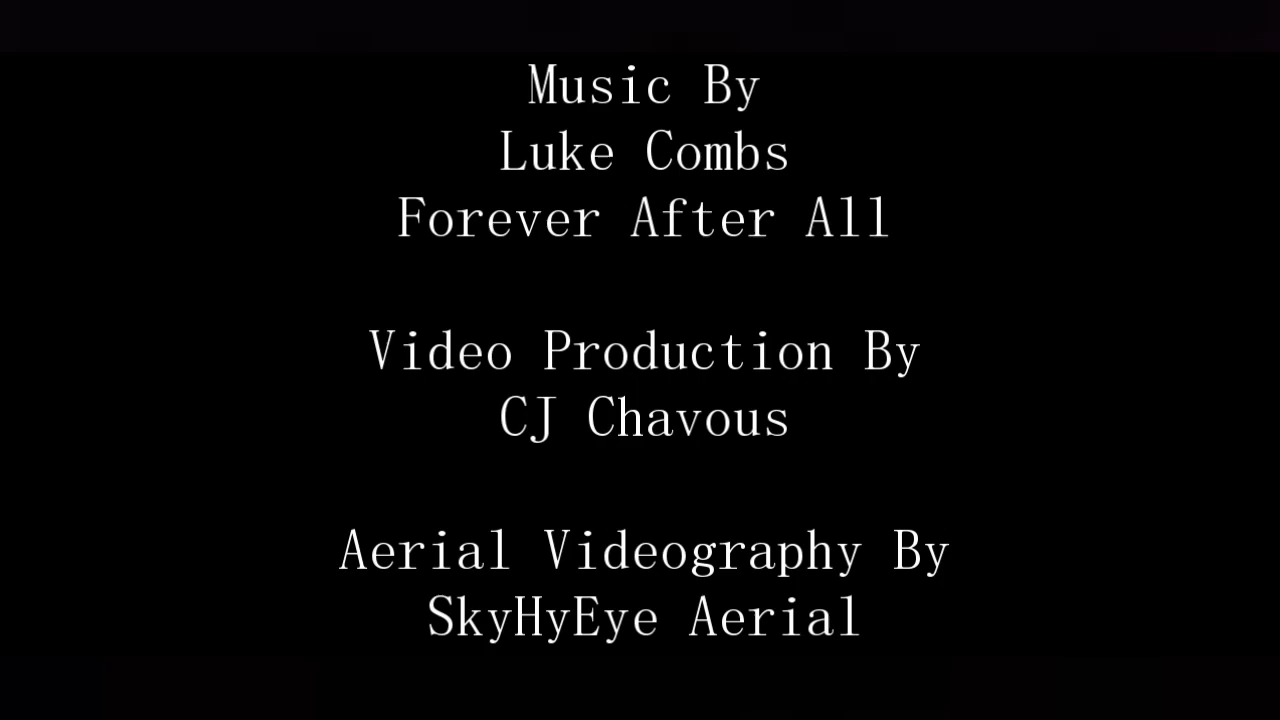 Music By
Luke Combs
Forever After All
Video Production By
CJ Chavous
Aerial Videography By
SkyHyEye Aerial